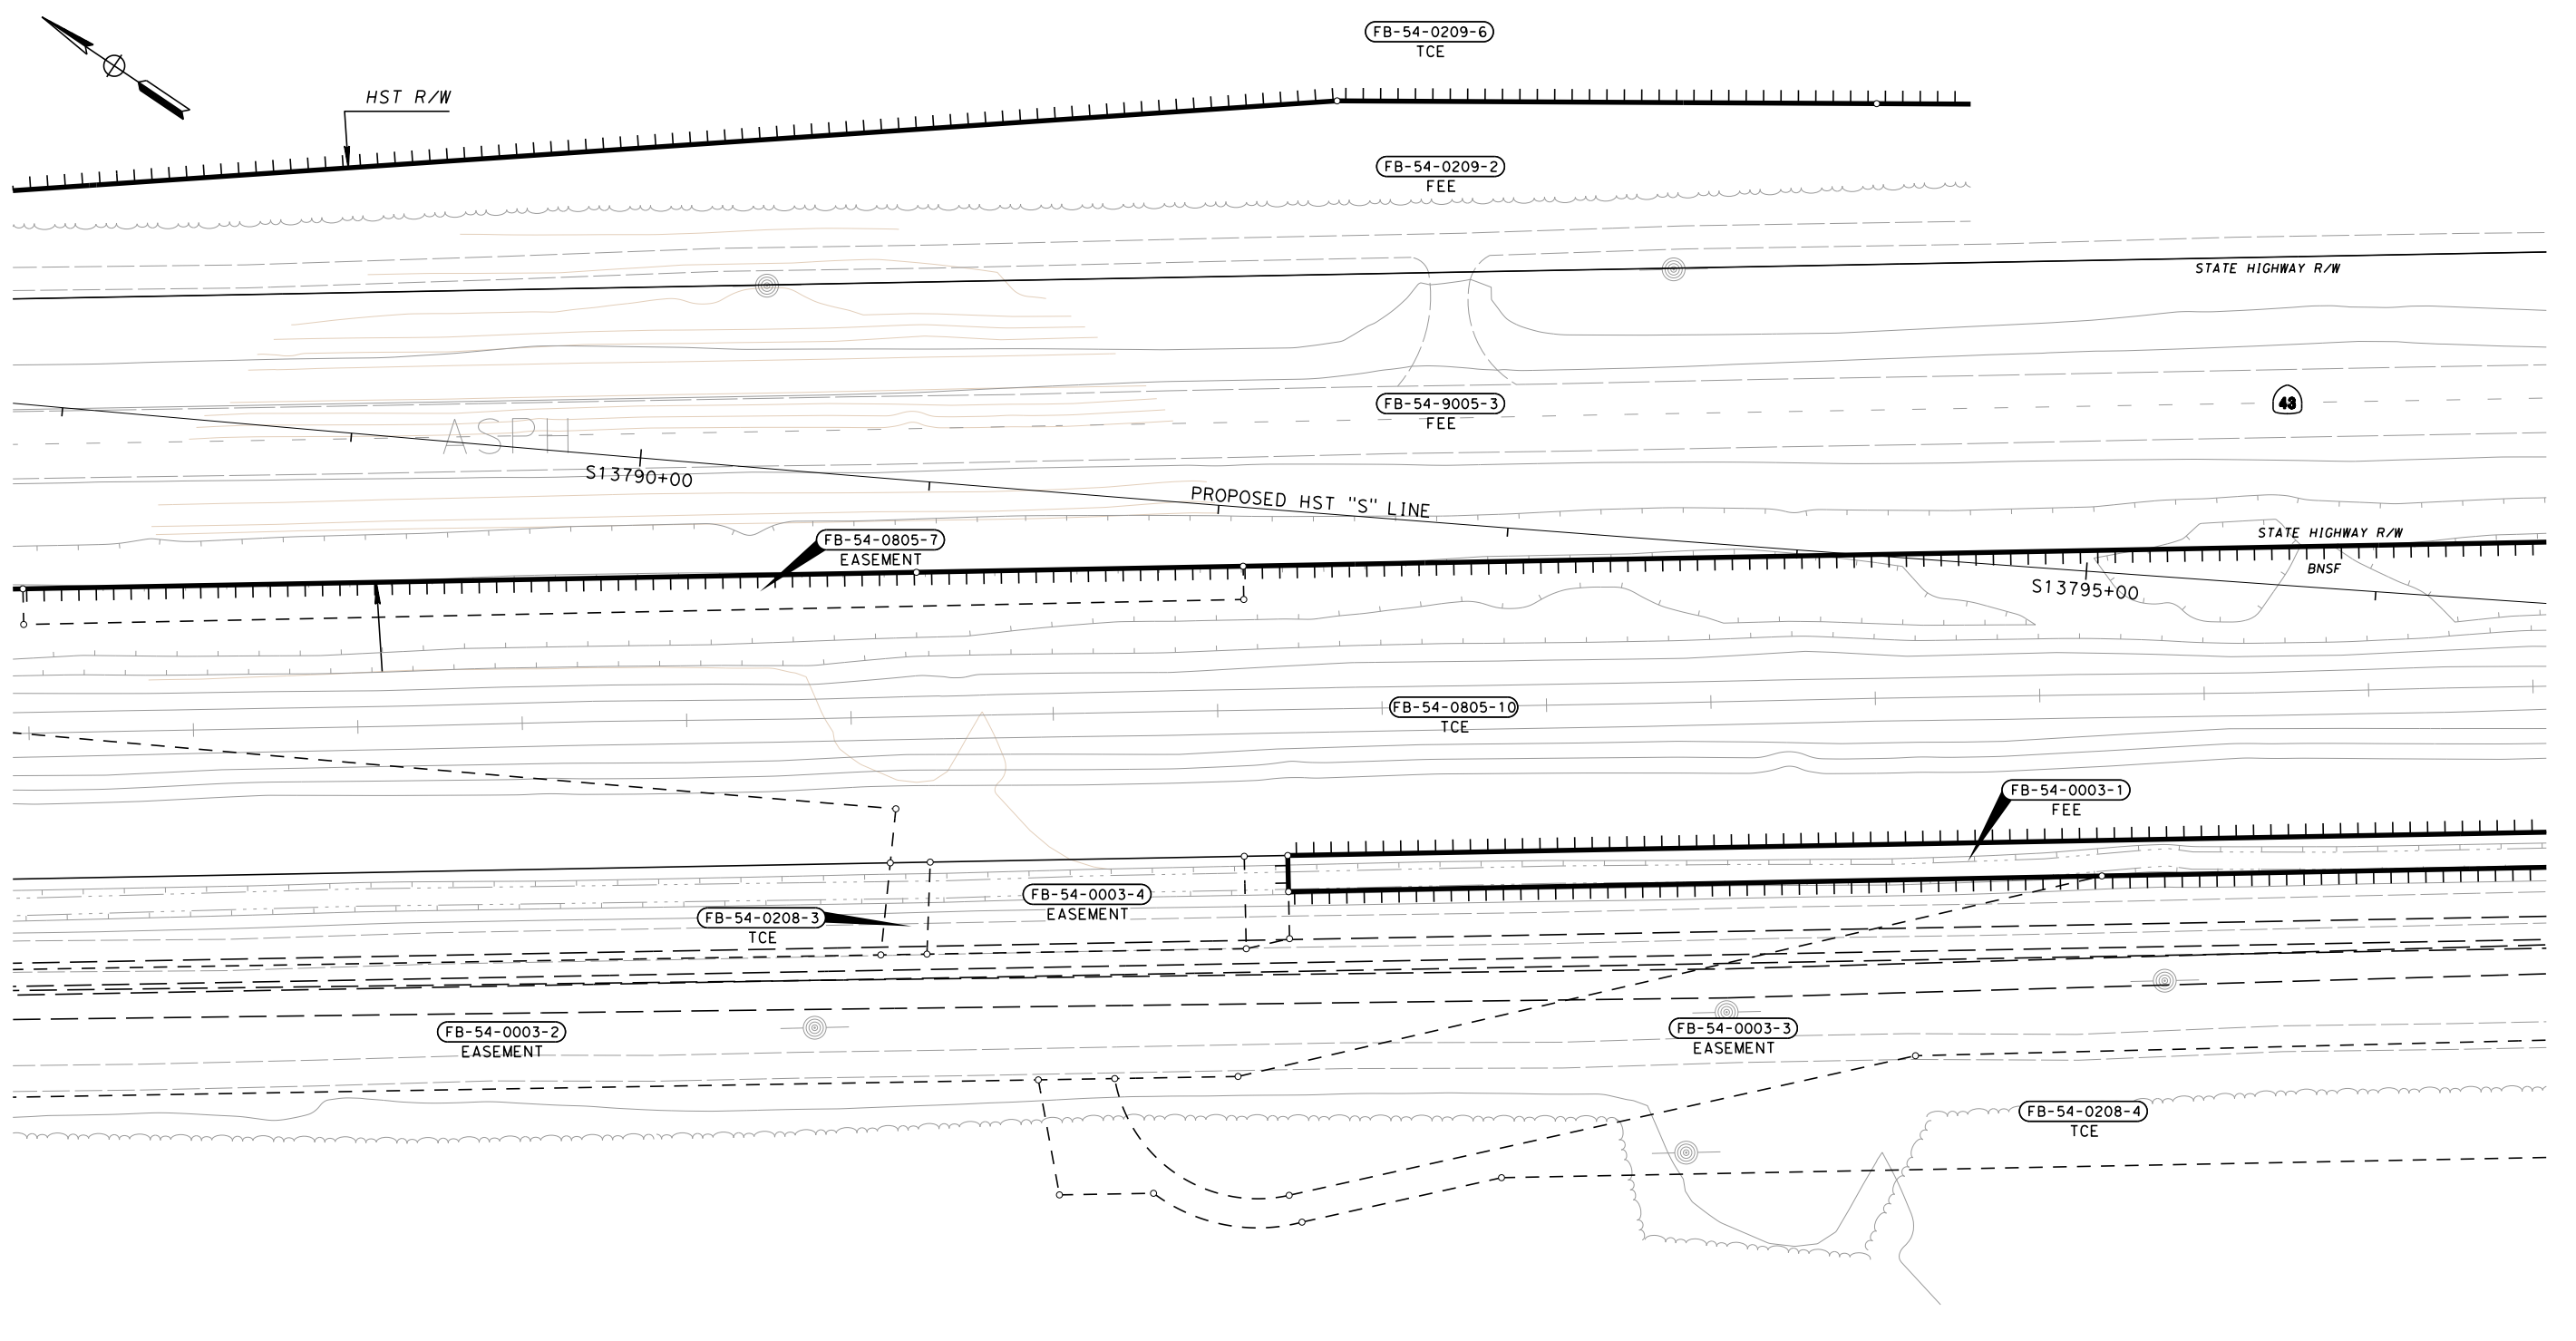 FB-54-0209-6
TCE
HST R/W
FB-54-0209-2
FEE
STATE HIGHWAY R/W
FB-54-9005-3
FEE
43
ASPH
S13790+00
PROPOSED HST "S" LINE
STATE HIGHWAY R/W
BNSF
FB-54-0805-7
EASEMENT
S13795+00
FB-54-0805-10
TCE
FB-54-0003-1
FEE
FB-54-0003-4
EASEMENT
FB-54-0208-3
TCE
FB-54-0003-2
EASEMENT
FB-54-0003-3
EASEMENT
FB-54-0208-4
TCE